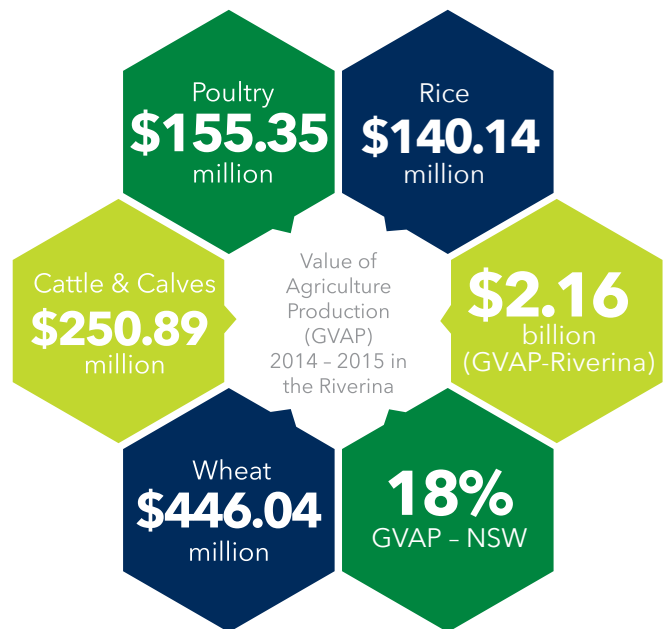 Poultry
$155.35
million
Rice
$140.14
million
Cattle & Calves
$250.89
million
Value of
Agriculture
Production
(GVAP)
2014 – 2015 in
the Riverina
$2.16
billion
(GVAP-Riverina)
Wheat
$446.04
million
18%
GVAP – NSW